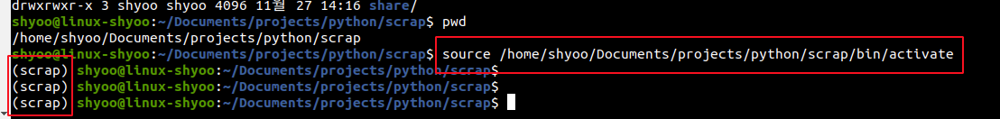 drwxrwxr-x 3 shyoo shyoo 4096 11월 27 14:16 share/
shyoo@linux-shyoo:~/Documents/projects/python/scrap$ pwd
/home/shyoo/Documents/projects/python/scrap
shyoo@linux-shyoo:~/Documents/projects/python/scrap$ source /home/shyoo/Documents/projects/python/scrap/bin/activate
(scrap) shyoo@linux-shyoo:~/Documents/projects/python/scrap$
(scrap) shyoo@linux-shyoo:~/Documents/projects/python/scrap$
(scrap) shyoo@linux-shyoo:~/Documents/projects/python/scrap$